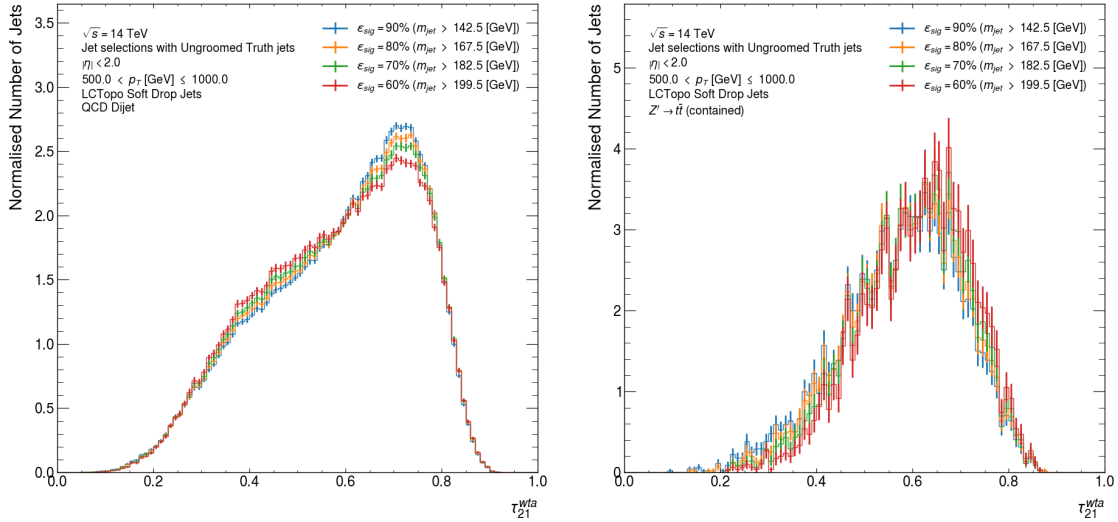 Normalised Number of Jets
3.5
3.0
2.5
2.0
1.5
1.0
0.5
0.0
√s = 14 TeV
Jet selections with Ungroomed Truth jets
|η| < 2.0
500.0 < p_T [GeV] ≤ 1000.0
LCTopo Soft Drop Jets
QCD Dijet
ε_sig = 90% (m_jet > 142.5 [GeV])
ε_sig = 80% (m_jet > 167.5 [GeV])
ε_sig = 70% (m_jet > 182.5 [GeV])
ε_sig = 60% (m_jet > 199.5 [GeV])
0.0 0.2 0.4 0.6 0.8 1.0
τ_21^wta
Normalised Number of Jets
5
4
3
2
1
0
√s = 14 TeV
Jet selections with Ungroomed Truth jets
|η| < 2.0
500.0 < p_T [GeV] ≤ 1000.0
LCTopo Soft Drop Jets
Z′ → tt̄ (contained)
ε_sig = 90% (m_jet > 142.5 [GeV])
ε_sig = 80% (m_jet > 167.5 [GeV])
ε_sig = 70% (m_jet > 182.5 [GeV])
ε_sig = 60% (m_jet > 199.5 [GeV])
0.0 0.2 0.4 0.6 0.8 1.0
τ_21^wta